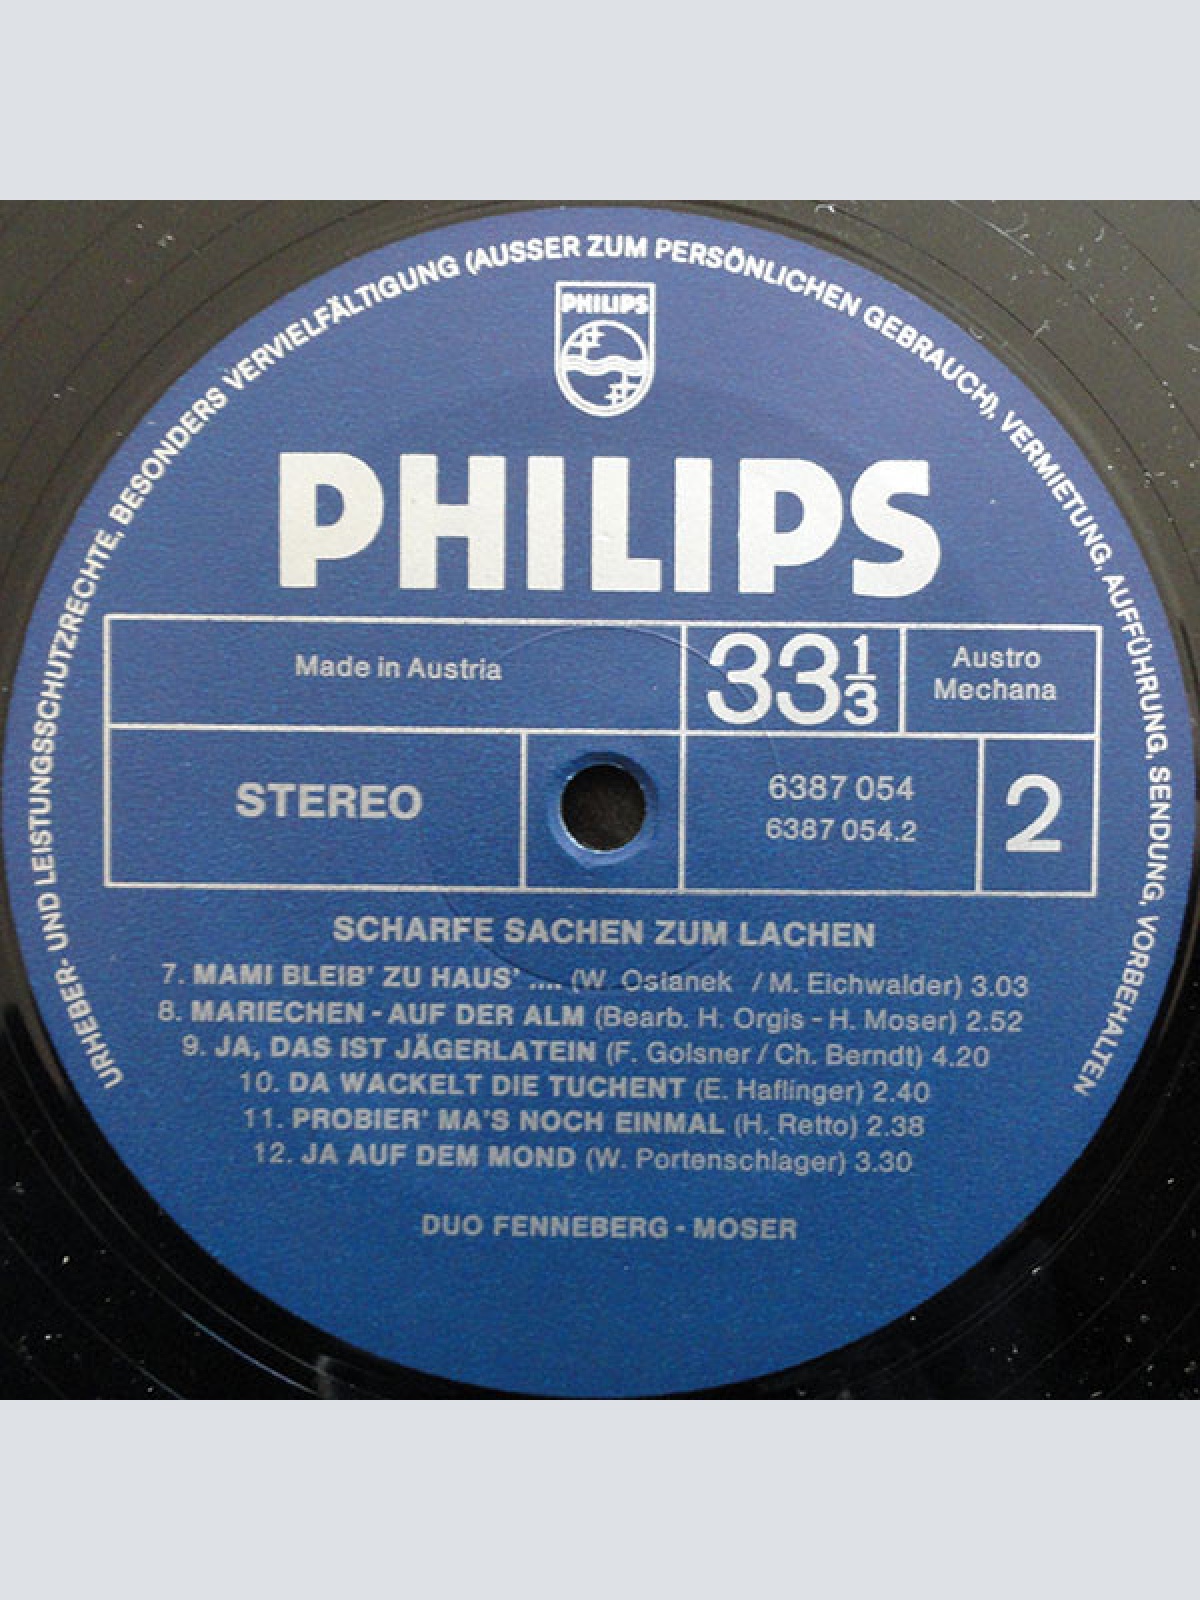 URHEBER- UND LEISTUNGSSCHUTZRECHTE, BESONDERS VERVIELFÄLTIGUNG (AUSSER ZUM PERSÖNLICHEN GEBRAUCH), VERMIETUNG, AUFFÜHRUNG, SENDUNG, VORBEHALTEN
PHILIPS
PHILIPS
Made in Austria
33 1/3
Austro
Mechana
STEREO
6387 054
6387 054.2
2
SCHARFE SACHEN ZUM LACHEN
7. MAMI BLEIB' ZU HAUS' .... (W. Ostanek / M. Eichwalder) 3.03
8. MARIECHEN - AUF DER ALM (Bearb. H. Orgis - H. Moser) 2.52
9. JA, DAS IST JÄGERLATEIN (F. Golsner / Ch. Berndt) 4.20
10. DA WACKELT DIE TUCHENT (E. Haflinger) 2.40
11. PROBIER' MA'S NOCH EINMAL (H. Retto) 2.38
12. JA AUF DEM MOND (W. Portenschlager) 3.30
DUO FENNEBERG - MOSER